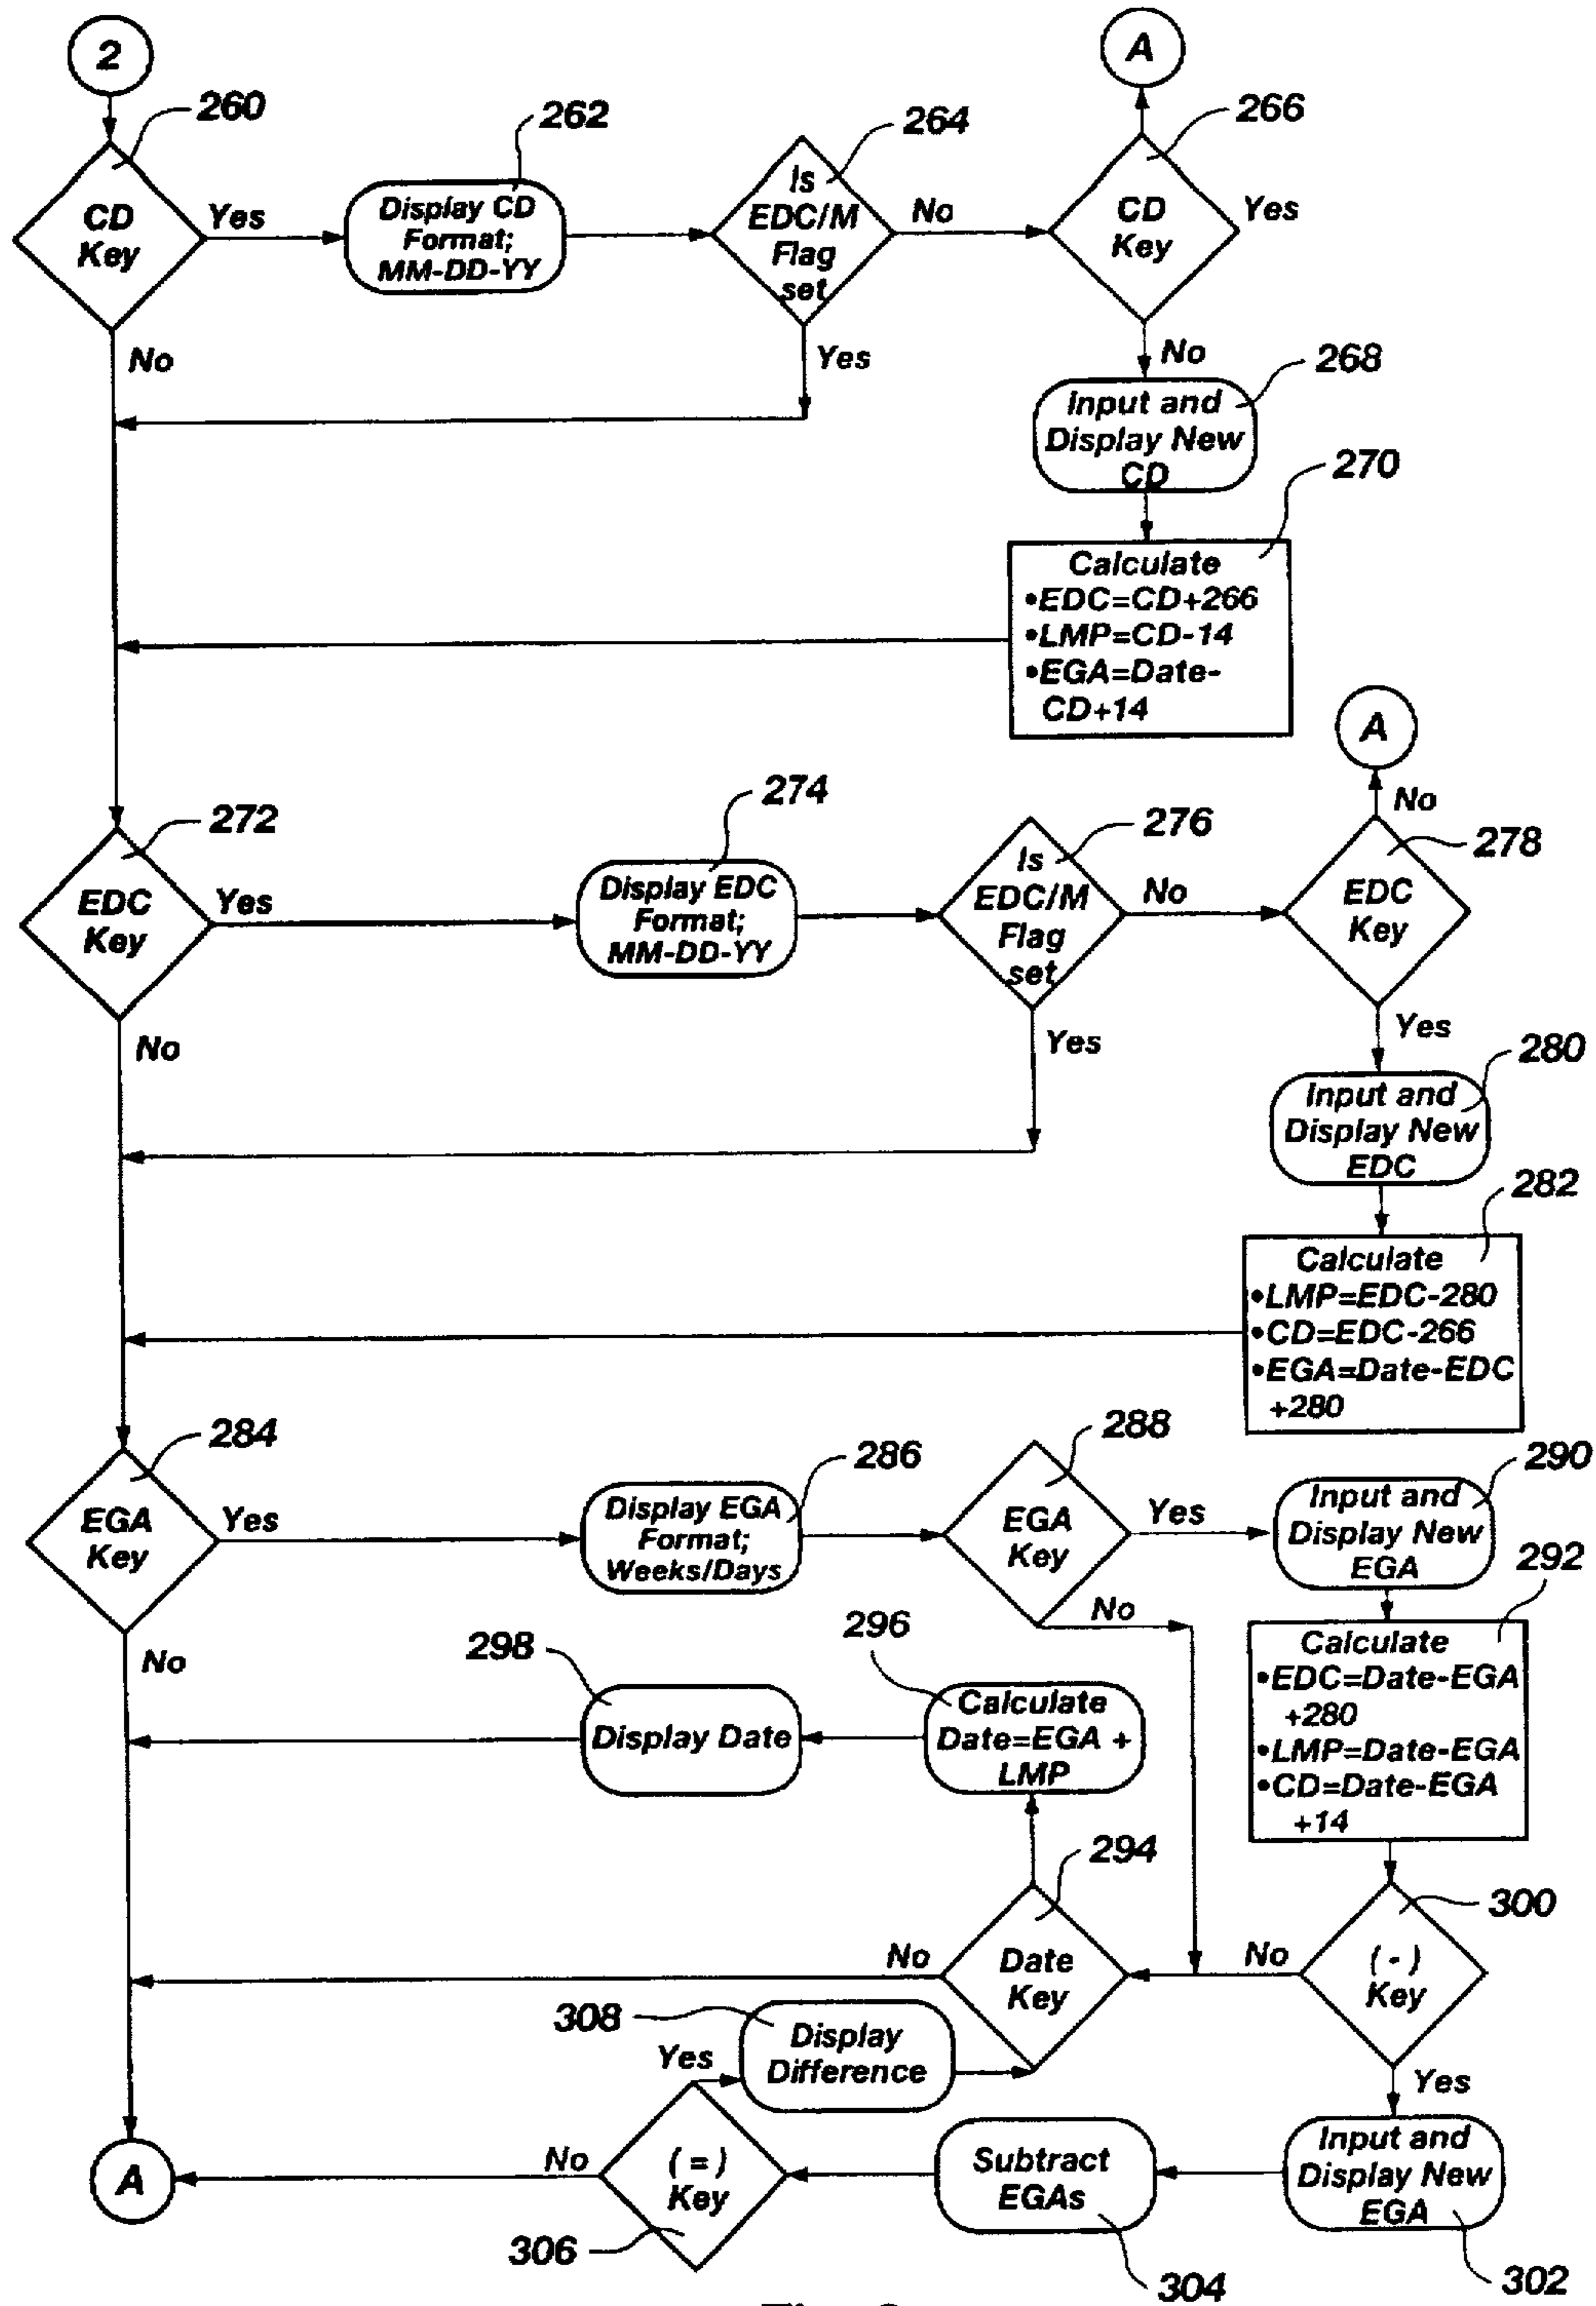 2
A
260
262
264
266
CD
Key
Yes
Display CD
Format;
MM-DD-YY
Is
EDC/M
Flag
set
No
CD
Key
Yes
No
Yes
No
268
Input and
Display New
CD
270
Calculate
•EDC=CD+266
•LMP=CD-14
•EGA=Date-
CD+14
A
No
272
274
276
278
EDC
Key
Yes
Display EDC
Format;
MM-DD-YY
Is
EDC/M
Flag
set
No
EDC
Key
No
Yes
Yes
280
Input and
Display New
EDC
282
Calculate
•LMP=EDC-280
•CD=EDC-266
•EGA=Date-EDC
+280
284
286
288
290
EGA
Key
Yes
Display EGA
Format;
Weeks/Days
EGA
Key
Yes
Input and
Display New
EGA
292
No
No
298
296
Display Date
Calculate
Date=EGA +
LMP
Calculate
•EDC=Date-EGA
+280
•LMP=Date-EGA
•CD=Date-EGA
+14
294
300
No
Date
Key
No
( - )
Key
308
Display
Difference
Yes
Yes
A
No
( = )
Key
Subtract
EGAs
Input and
Display New
EGA
306
304
302